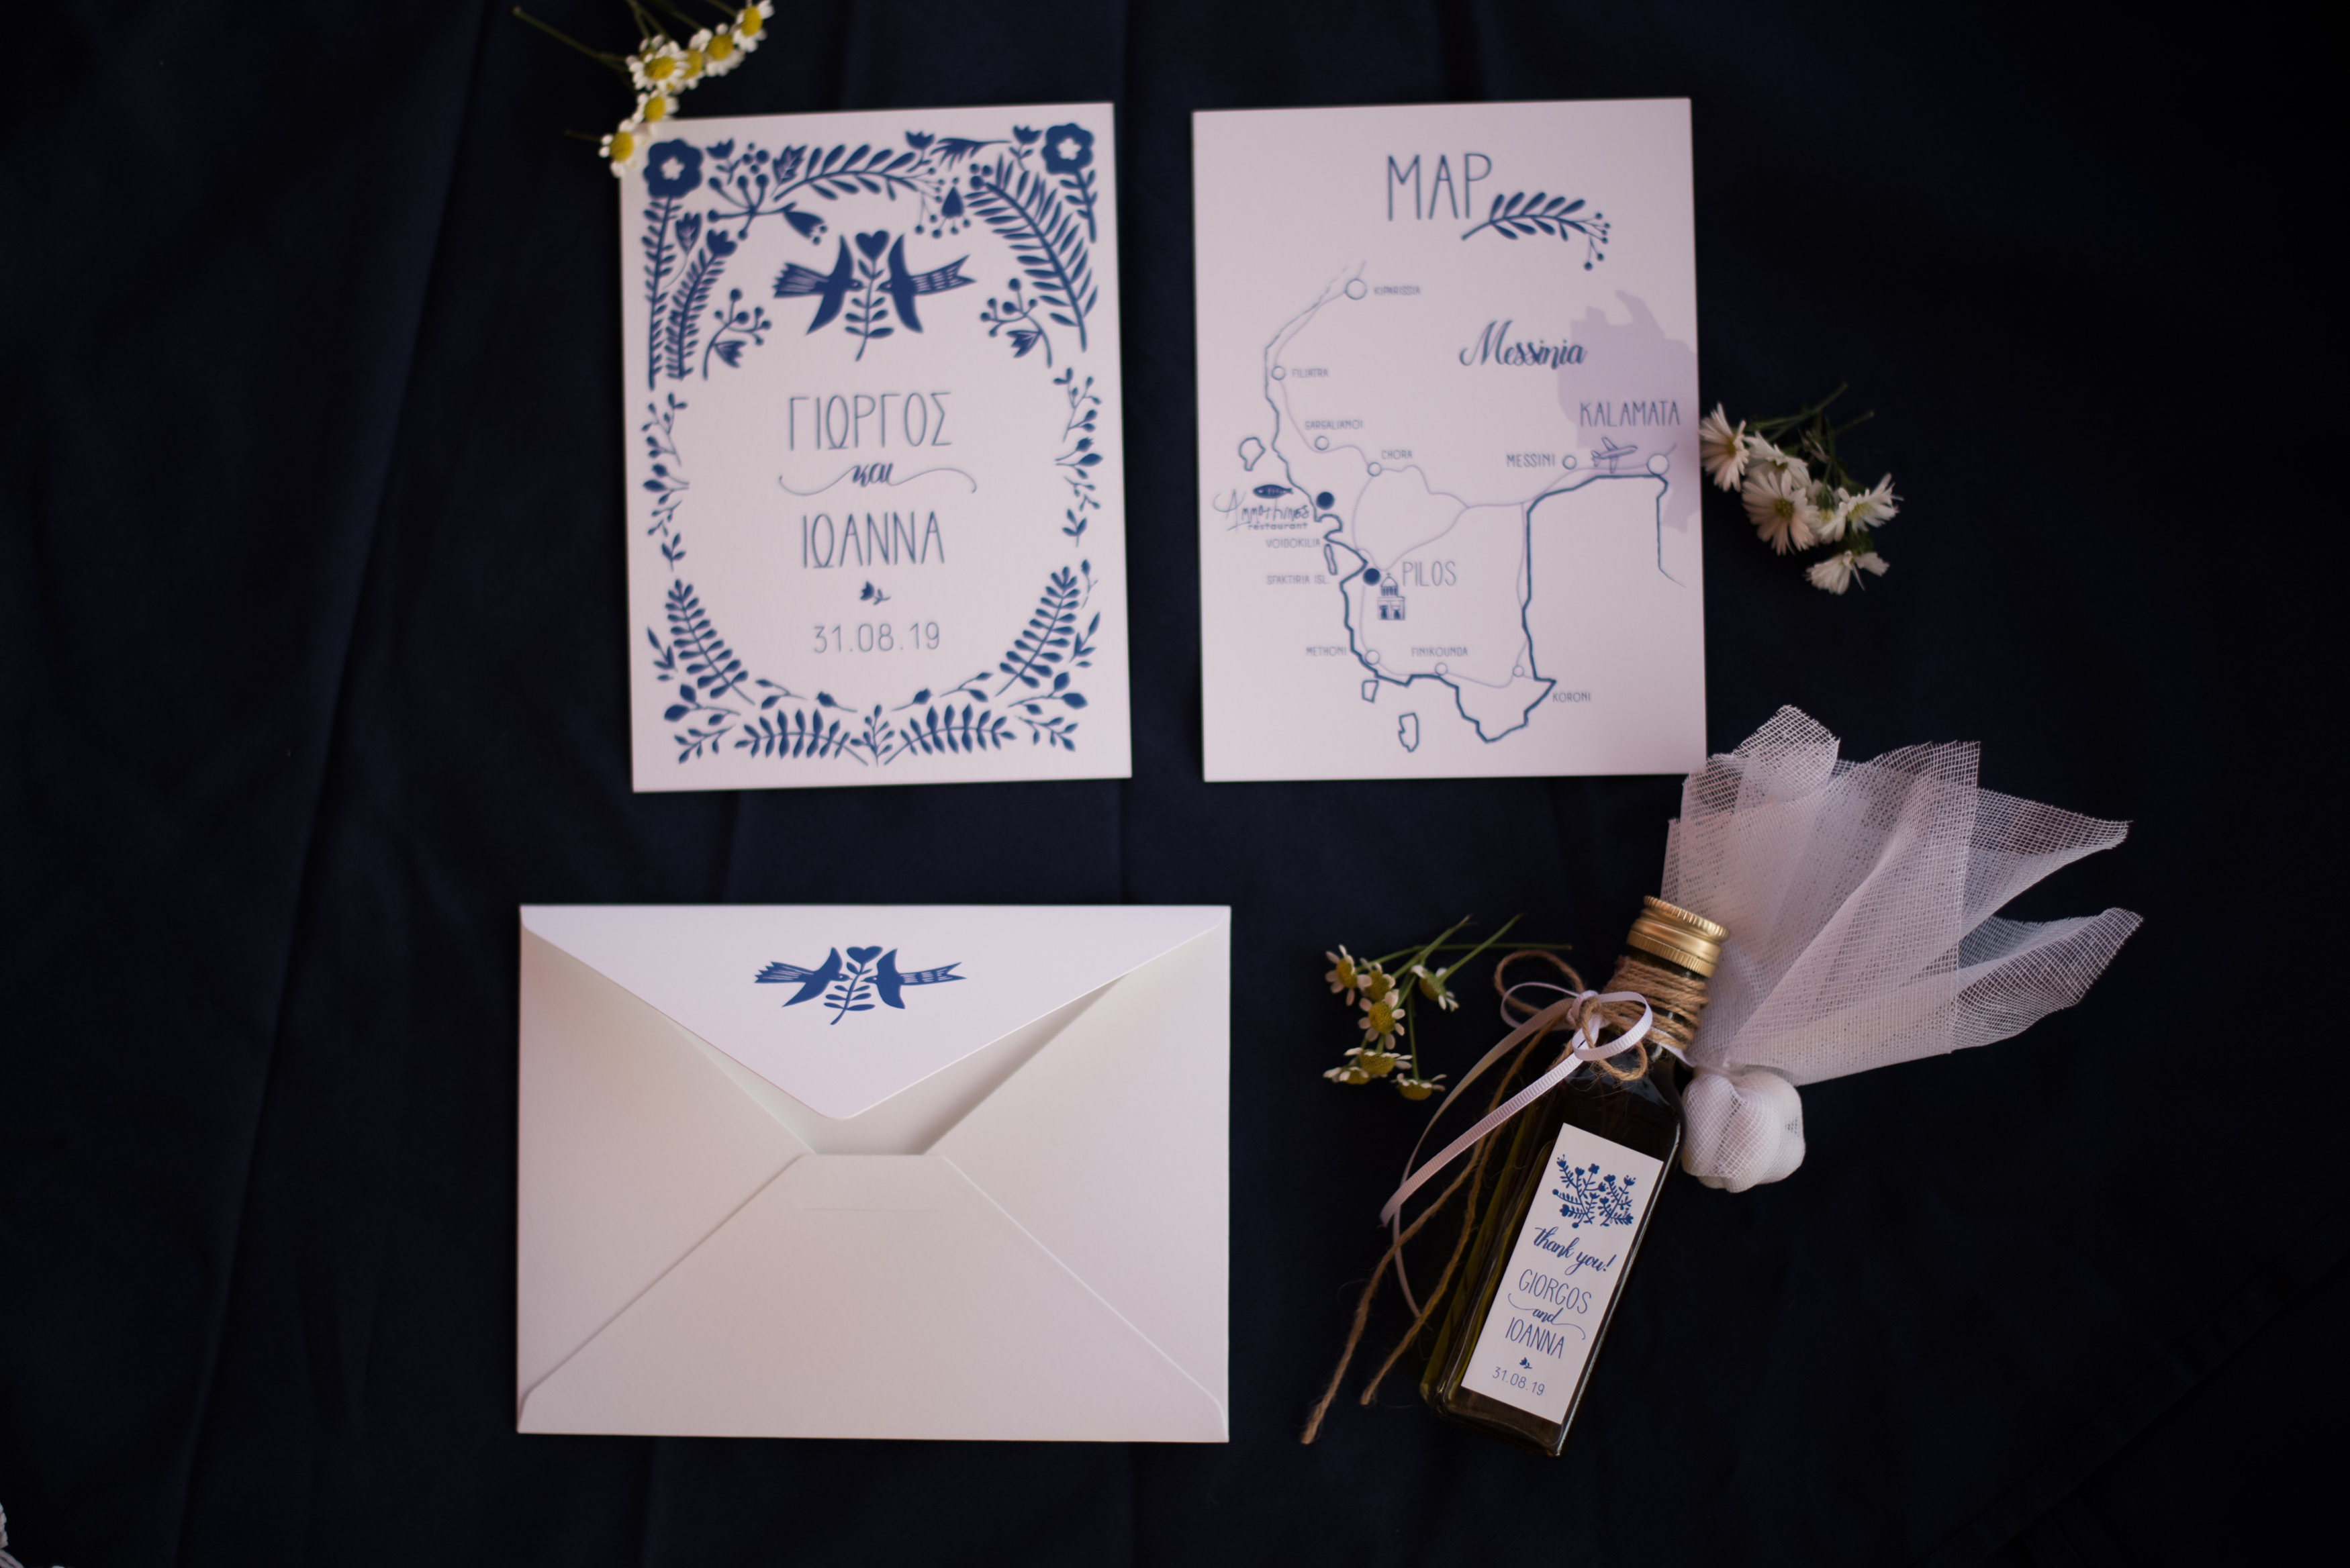 ΓΙΩΡΓΟΣ
και
ΙΩΑΝΝΑ
31.08.19
MAP
KIPARISSIA
Messinia
FILIATRA
KALAMATA
GARGALIANOI
CHORA
MESSINI
restaurant
VOIDOKILIA
SFAKTIRIA ISL.
PILOS
METHONI
FINIKOUNDA
KORONI
thank you!
GIORGOS
and
IOANNA
31.08.19